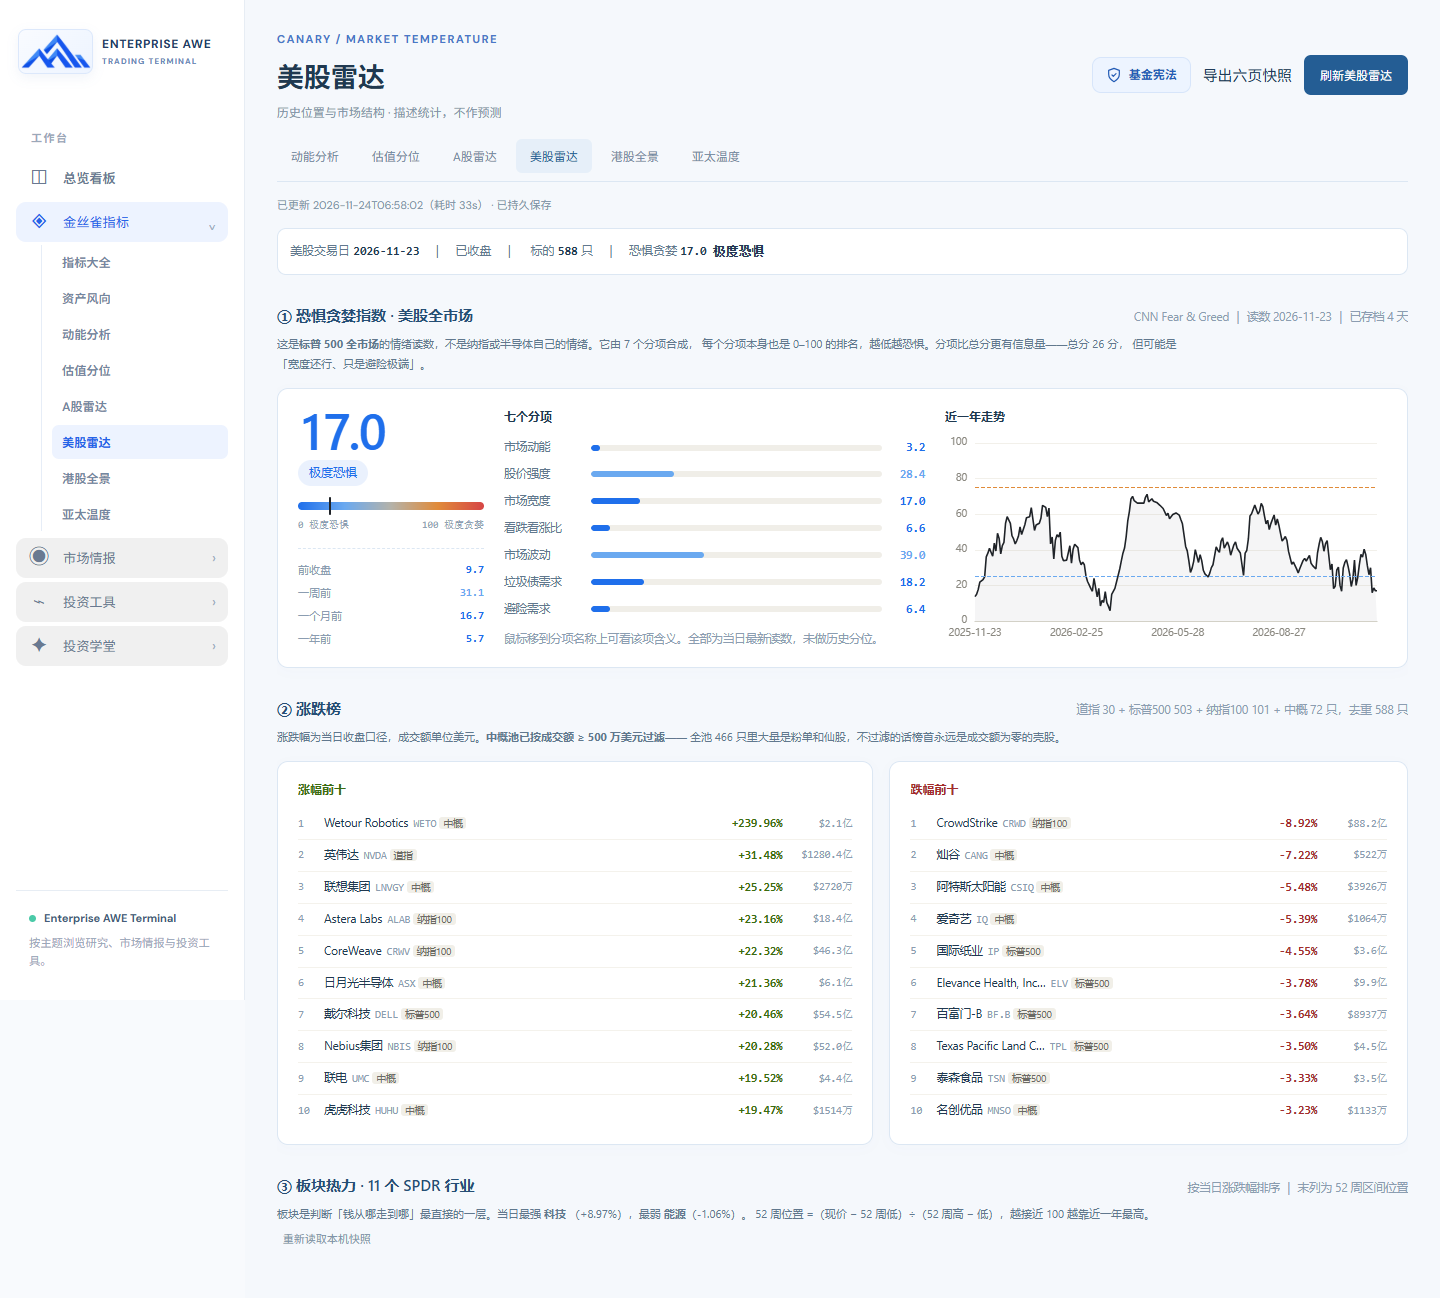 ENTERPRISE AWE
TRADING TERMINAL
工作台
总览看板
金丝雀指标
指标大全
资产风向
动能分析
估值分位
A股雷达
美股雷达
港股全景
亚太温度
市场情报
投资工具
投资学堂
Enterprise AWE Terminal
按主题浏览研究、市场情报与投资工
具。
CANARY / MARKET TEMPERATURE
美股雷达
历史位置与市场结构 · 描述统计，不作预测
基金宪法
导出六页快照
刷新美股雷达
动能分析 估值分位 A股雷达 美股雷达 港股全景 亚太温度
已更新 2026-11-24T06:58:02（耗时 33s） · 已持久保存
美股交易日 2026-11-23 | 已收盘 | 标的 588 只 | 恐惧贪婪 17.0 极度恐惧
① 恐惧贪婪指数 · 美股全市场
CNN Fear & Greed | 读数 2026-11-23 | 已存档 4 天
这是标普 500 全市场的情绪读数，不是纳指或半导体自己的情绪。它由 7 个分项合成， 每个分项本身也是 0–100 的排名，越低越恐惧。分项比总分更有信息量——总分 26 分， 但可能是
「宽度还行、只是避险极端」。
17.0
极度恐惧
0 极度恐惧 100 极度贪婪
前收盘 9.7
一周前 31.1
一个月前 16.7
一年前 5.7
七个分项
市场动能 3.2
股价强度 28.4
市场宽度 17.0
看跌看涨比 6.6
市场波动 39.0
垃圾债需求 18.2
避险需求 6.4
鼠标移到分项名称上可看该项含义。全部为当日最新读数，未做历史分位。
近一年走势
100
80
60
40
20
0
2025-11-23 2026-02-25 2026-05-28 2026-08-27
② 涨跌榜
道指 30 + 标普500 503 + 纳指100 101 + 中概 72 只，去重 588 只
涨跌幅为当日收盘口径，成交额单位美元。中概池已按成交额 ≥ 500 万美元过滤—— 全池 466 只里大量是粉单和仙股，不过滤的话榜首永远是成交额为零的壳股。
涨幅前十
1 Wetour Robotics WETO 中概 +239.96% $2.1亿
2 英伟达 NVDA 道指 +31.48% $1280.4亿
3 联想集团 LNVGY 中概 +25.25% $2720万
4 Astera Labs ALAB 纳指100 +23.16% $18.4亿
5 CoreWeave CRWV 纳指100 +22.32% $46.3亿
6 日月光半导体 ASX 中概 +21.36% $6.1亿
7 戴尔科技 DELL 标普500 +20.46% $54.5亿
8 Nebius集团 NBIS 纳指100 +20.28% $52.0亿
9 联电 UMC 中概 +19.52% $4.4亿
10 虎虎科技 HUHU 中概 +19.47% $1514万
跌幅前十
1 CrowdStrike CRWD 纳指100 -8.92% $88.2亿
2 灿谷 CANG 中概 -7.22% $522万
3 阿特斯太阳能 CSIQ 中概 -5.48% $3926万
4 爱奇艺 IQ 中概 -5.39% $1064万
5 国际纸业 IP 标普500 -4.55% $3.6亿
6 Elevance Health, Inc... ELV 标普500 -3.78% $9.9亿
7 百富门-B BF.B 标普500 -3.64% $8937万
8 Texas Pacific Land C... TPL 标普500 -3.50% $4.5亿
9 泰森食品 TSN 标普500 -3.33% $3.5亿
10 名创优品 MNSO 中概 -3.23% $1133万
③ 板块热力 · 11 个 SPDR 行业
按当日涨跌幅排序 | 末列为 52 周区间位置
板块是判断「钱从哪走到哪」最直接的一层。当日最强 科技 （+8.97%），最弱 能源（-1.06%）。 52 周位置 =（现价 − 52 周低）÷（52 周高 − 低），越接近 100 越靠近一年最高。
重新读取本机快照